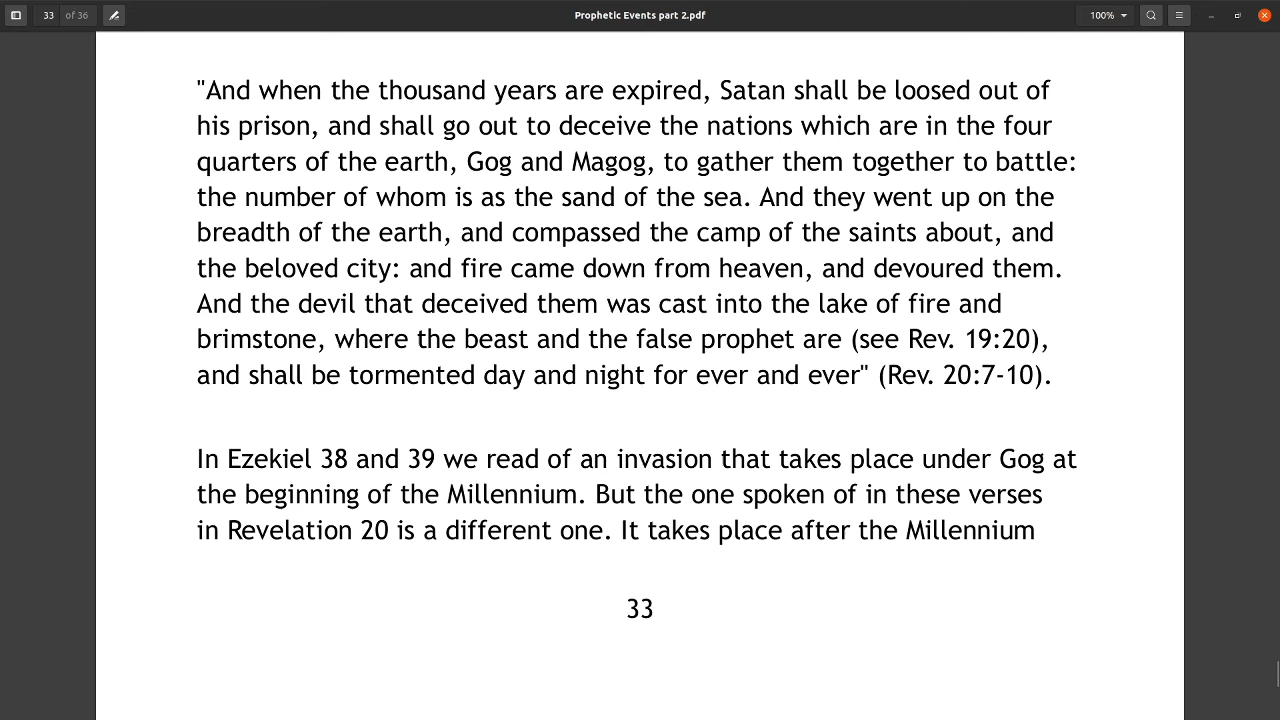 33 of 36
Prophetic Events part 2.pdf
100%
"And when the thousand years are expired, Satan shall be loosed out of
his prison, and shall go out to deceive the nations which are in the four
quarters of the earth, Gog and Magog, to gather them together to battle:
the number of whom is as the sand of the sea. And they went up on the
breadth of the earth, and compassed the camp of the saints about, and
the beloved city: and fire came down from heaven, and devoured them.
And the devil that deceived them was cast into the lake of fire and
brimstone, where the beast and the false prophet are (see Rev. 19:20),
and shall be tormented day and night for ever and ever" (Rev. 20:7-10).
In Ezekiel 38 and 39 we read of an invasion that takes place under Gog at
the beginning of the Millennium. But the one spoken of in these verses
in Revelation 20 is a different one. It takes place after the Millennium
33